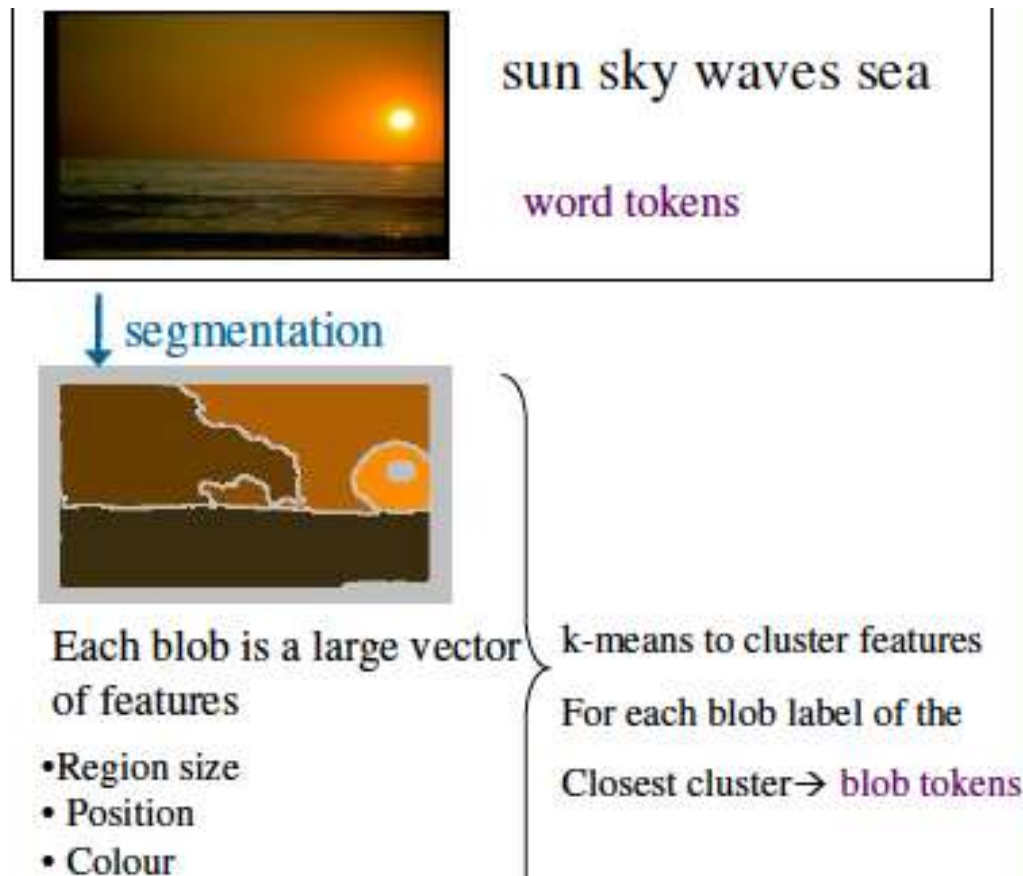 sun sky waves sea
word tokens
segmentation
Each blob is a large vector
of features
•Region size
• Position
• Colour
k-means to cluster features
For each blob label of the
Closest cluster→ blob tokens